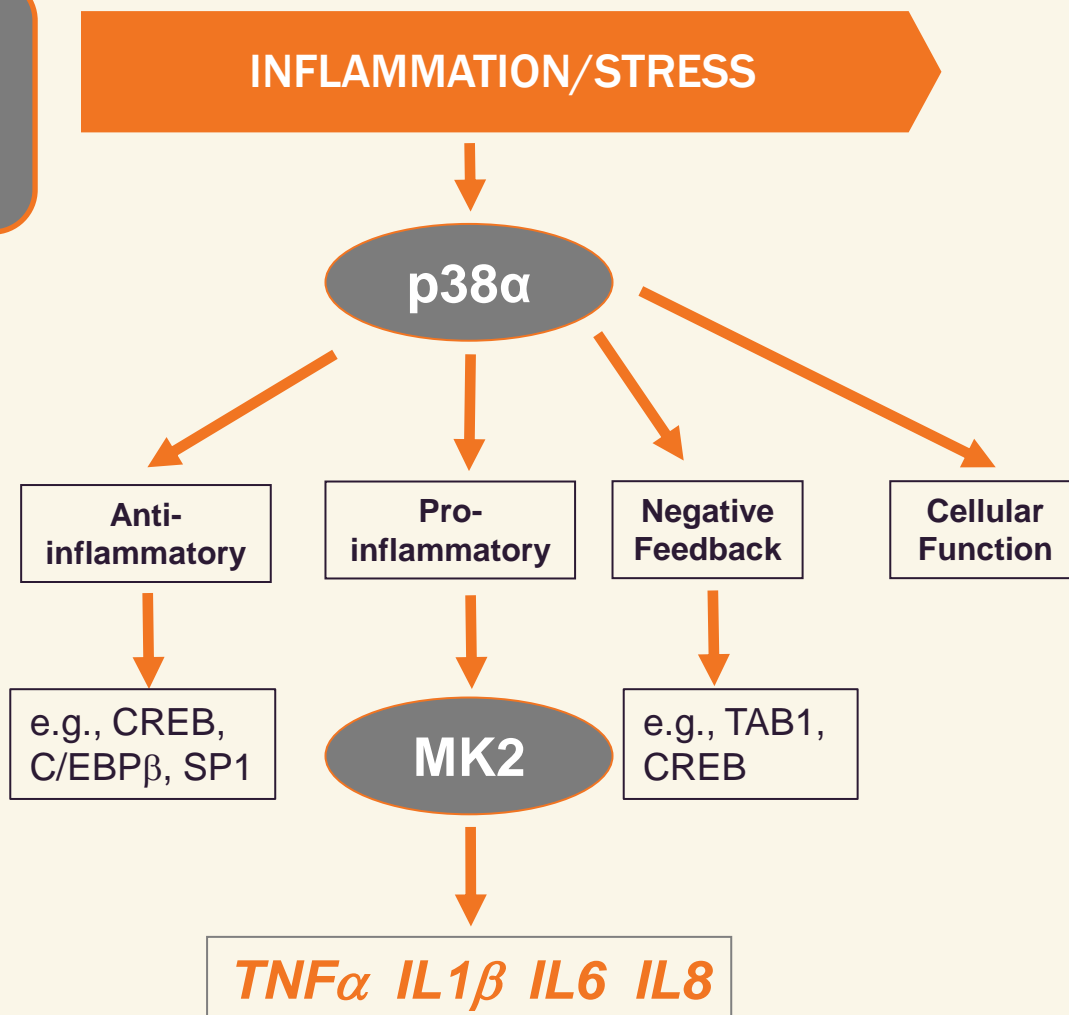 INFLAMMATION/STRESS
p38α
Anti-
inflammatory
Pro-
inflammatory
Negative
Feedback
Cellular
Function
e.g., CREB,
C/EBPβ, SP1
MK2
e.g., TAB1,
CREB
TNFα IL1β IL6 IL8